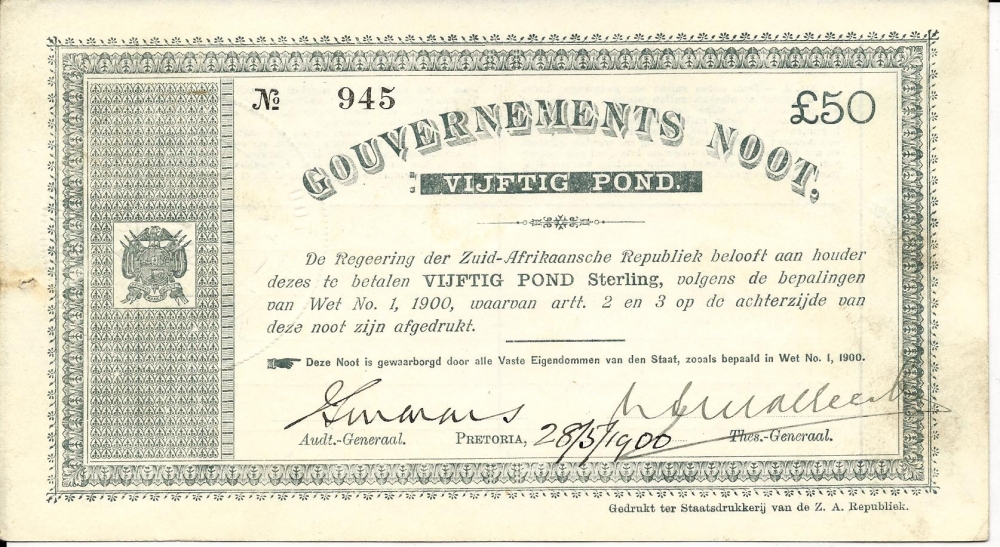 № 945 £50
GOUVERNEMENTS NOOT,
VIJFTIG POND.
De Regeering der Zuid-Afrikaansche Republiek belooft aan houder
dezes te betalen VIJFTIG POND Sterling, volgens de bepalingen
van Wet No. 1, 1900, waarvan artt. 2 en 3 op de achterzijde van
deze noot zijn afgedrukt.
Deze Noot is gewaarborgd door alle Vaste Eigendommen van den Staat, zooals bepaald in Wet No. 1, 1900.
Audt.-Generaal. PRETORIA, 28/5/1900 Thes.-Generaal.
Gedrukt ter Staatsdrukkerij van de Z. A. Republiek.